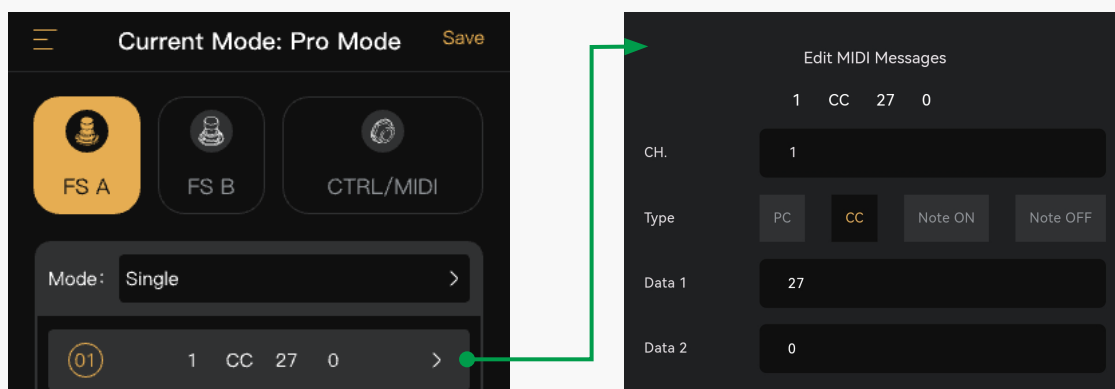 Current Mode: Pro Mode
Save
FS A
FS B
CTRL/MIDI
Mode: Single
01 1 CC 27 0
Edit MIDI Messages
1 CC 27 0
CH. 1
Type PC CC Note ON Note OFF
Data 1 27
Data 2 0